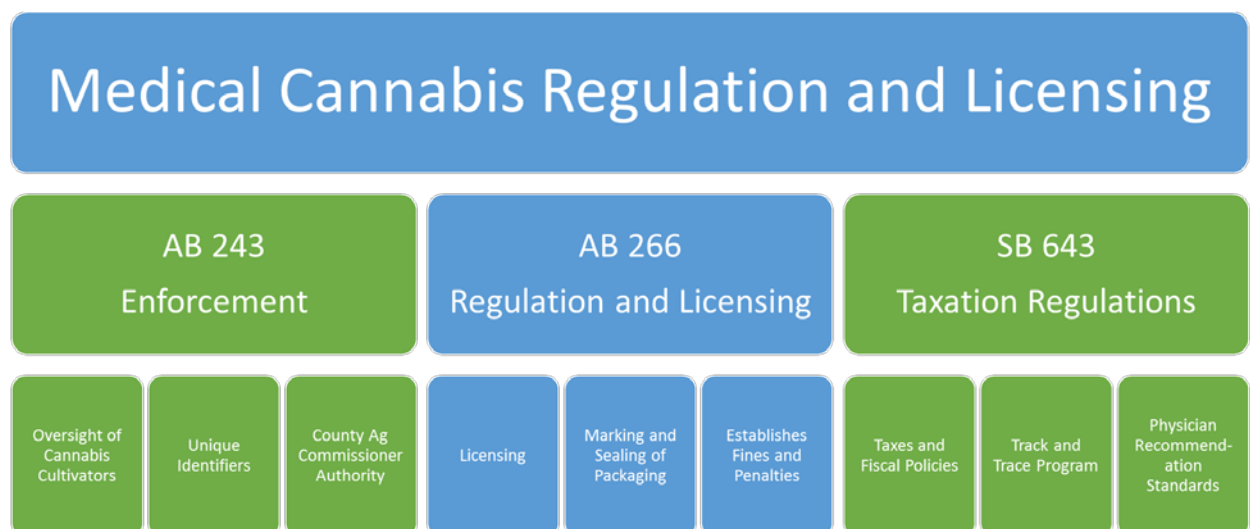 Medical Cannabis Regulation and Licensing
AB 243
Enforcement
AB 266
Regulation and Licensing
SB 643
Taxation Regulations
Oversight of
Cannabis
Cultivators
Unique
Identifiers
County Ag
Commissioner
Authority
Licensing
Marking and
Sealing of
Packaging
Establishes
Fines and
Penalties
Taxes and
Fiscal Policies
Track and
Trace Program
Physician
Recommend-
ation
Standards